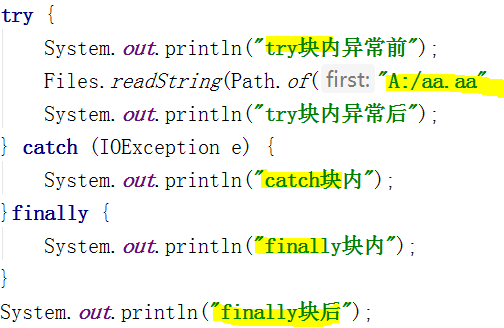 try {
System.out.println("try块内异常前");
Files.readString(Path.of( first: "A:/aa.aa"
System.out.println("try块内异常后");
} catch (IOException e) {
System.out.println("catch块内");
}finally {
System.out.println("finally块内");
}
System.out.println("finally块后");